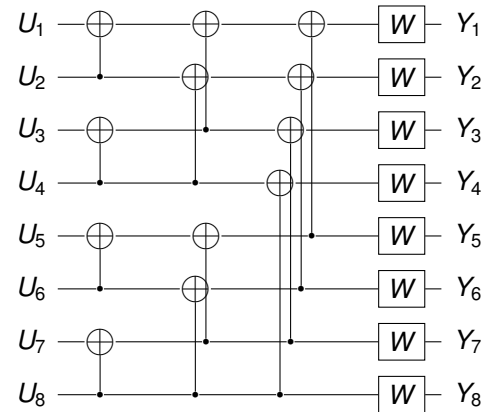 U₁ W Y₁
U₂ W Y₂
U₃ W Y₃
U₄ W Y₄
U₅ W Y₅
U₆ W Y₆
U₇ W Y₇
U₈ W Y₈